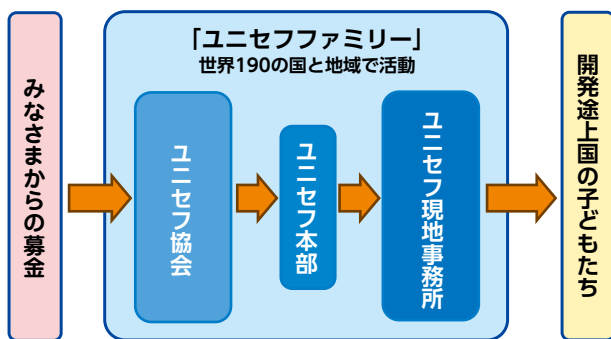 みなさまからの募金
「ユニセフファミリー」
世界190の国と地域で活動
ユニセフ協会
ユニセフ本部
ユニセフ現地事務所
開発途上国の子どもたち